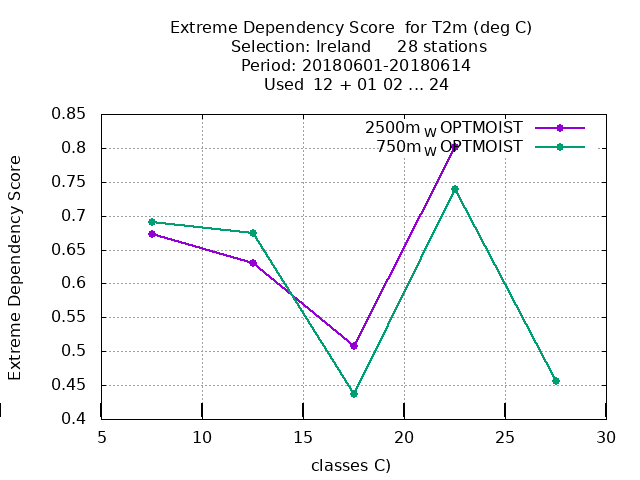 Extreme Dependency Score for T2m (deg C)
Selection: Ireland 28 stations
Period: 20180601-20180614
Used 12 + 01 02 ... 24
2500m W OPTMOIST
750m W OPTMOIST
Extreme Dependency Score
0.85
0.8
0.75
0.7
0.65
0.6
0.55
0.5
0.45
0.4
5 10 15 20 25 30
classes C)